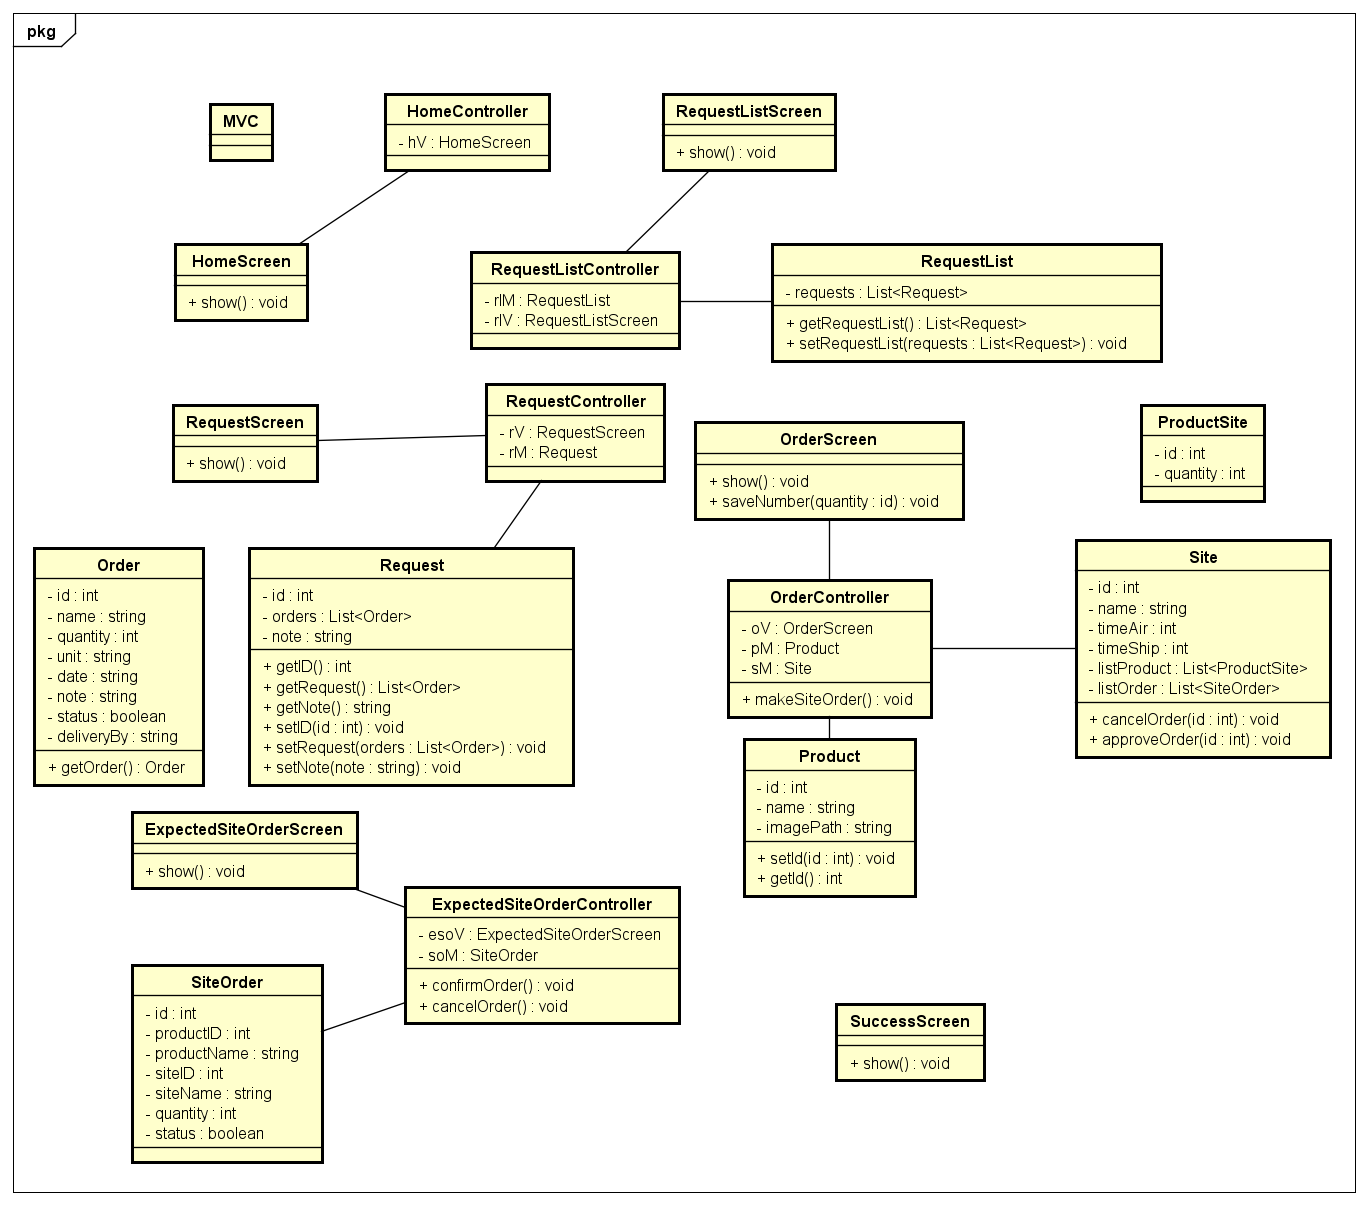 pkg
MVC
HomeController
- hV : HomeScreen
RequestListScreen
+ show() : void
HomeScreen
+ show() : void
RequestListController
- rlM : RequestList
- rlV : RequestListScreen
RequestList
- requests : List<Request>
+ getRequestList() : List<Request>
+ setRequestList(requests : List<Request>) : void
RequestScreen
+ show() : void
RequestController
- rV : RequestScreen
- rM : Request
OrderScreen
+ show() : void
+ saveNumber(quantity : id) : void
ProductSite
- id : int
- quantity : int
Order
- id : int
- name : string
- quantity : int
- unit : string
- date : string
- note : string
- status : boolean
- deliveryBy : string
+ getOrder() : Order
Request
- id : int
- orders : List<Order>
- note : string
+ getID() : int
+ getRequest() : List<Order>
+ getNote() : string
+ setID(id : int) : void
+ setRequest(orders : List<Order>) : void
+ setNote(note : string) : void
OrderController
- oV : OrderScreen
- pM : Product
- sM : Site
+ makeSiteOrder() : void
Site
- id : int
- name : string
- timeAir : int
- timeShip : int
- listProduct : List<ProductSite>
- listOrder : List<SiteOrder>
+ cancelOrder(id : int) : void
+ approveOrder(id : int) : void
Product
- id : int
- name : string
- imagePath : string
+ setId(id : int) : void
+ getId() : int
ExpectedSiteOrderScreen
+ show() : void
ExpectedSiteOrderController
- esoV : ExpectedSiteOrderScreen
- soM : SiteOrder
+ confirmOrder() : void
+ cancelOrder() : void
SiteOrder
- id : int
- productID : int
- productName : string
- siteID : int
- siteName : string
- quantity : int
- status : boolean
SuccessScreen
+ show() : void